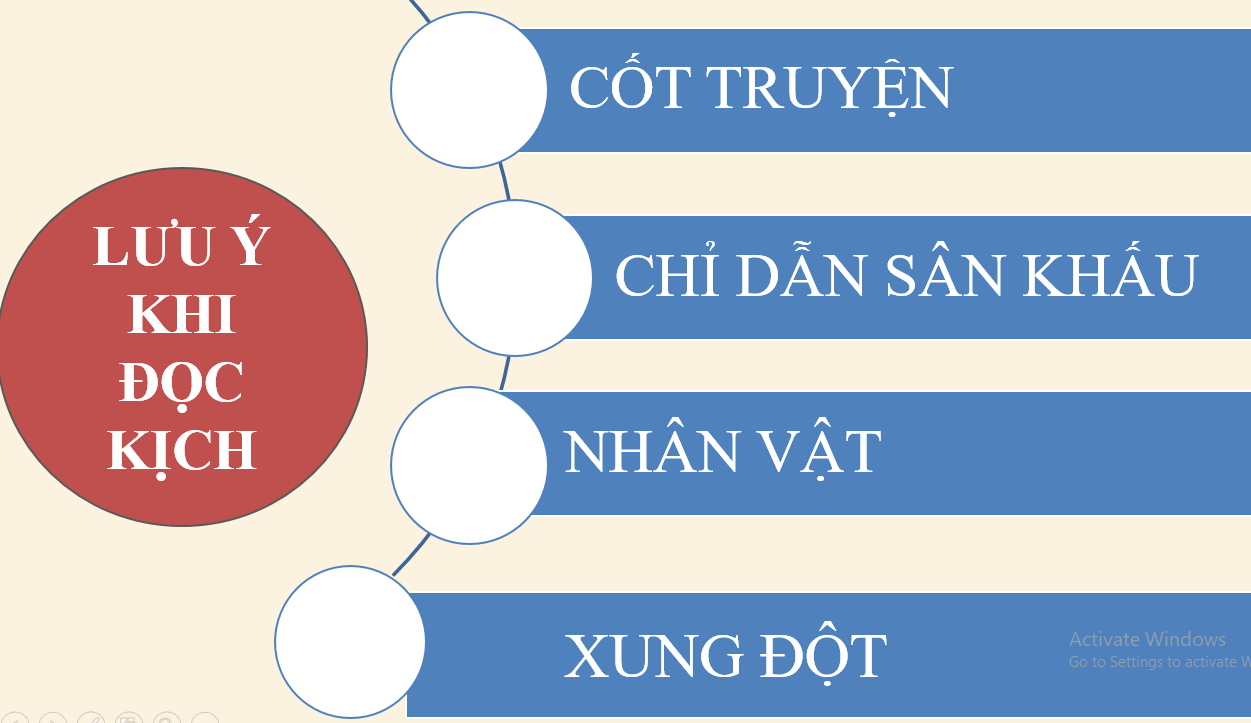 LƯU Ý
KHI
ĐỌC
KỊCH
CỐT TRUYỆN
CHỈ DẪN SÂN KHẤU
NHÂN VẬT
XUNG ĐỘT
Activate Windows
Go to Settings to activate W